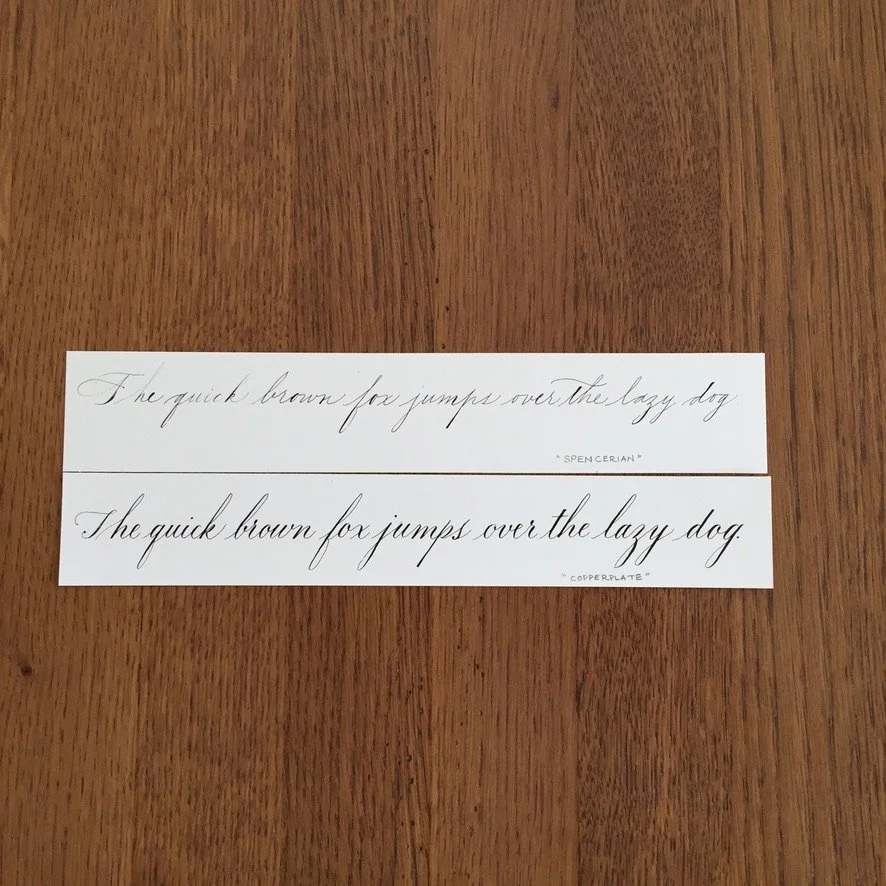 The quick brown fox jumps over the lazy dog
"SPENCERIAN"
The quick brown fox jumps over the lazy dog.
"COPPERPLATE"